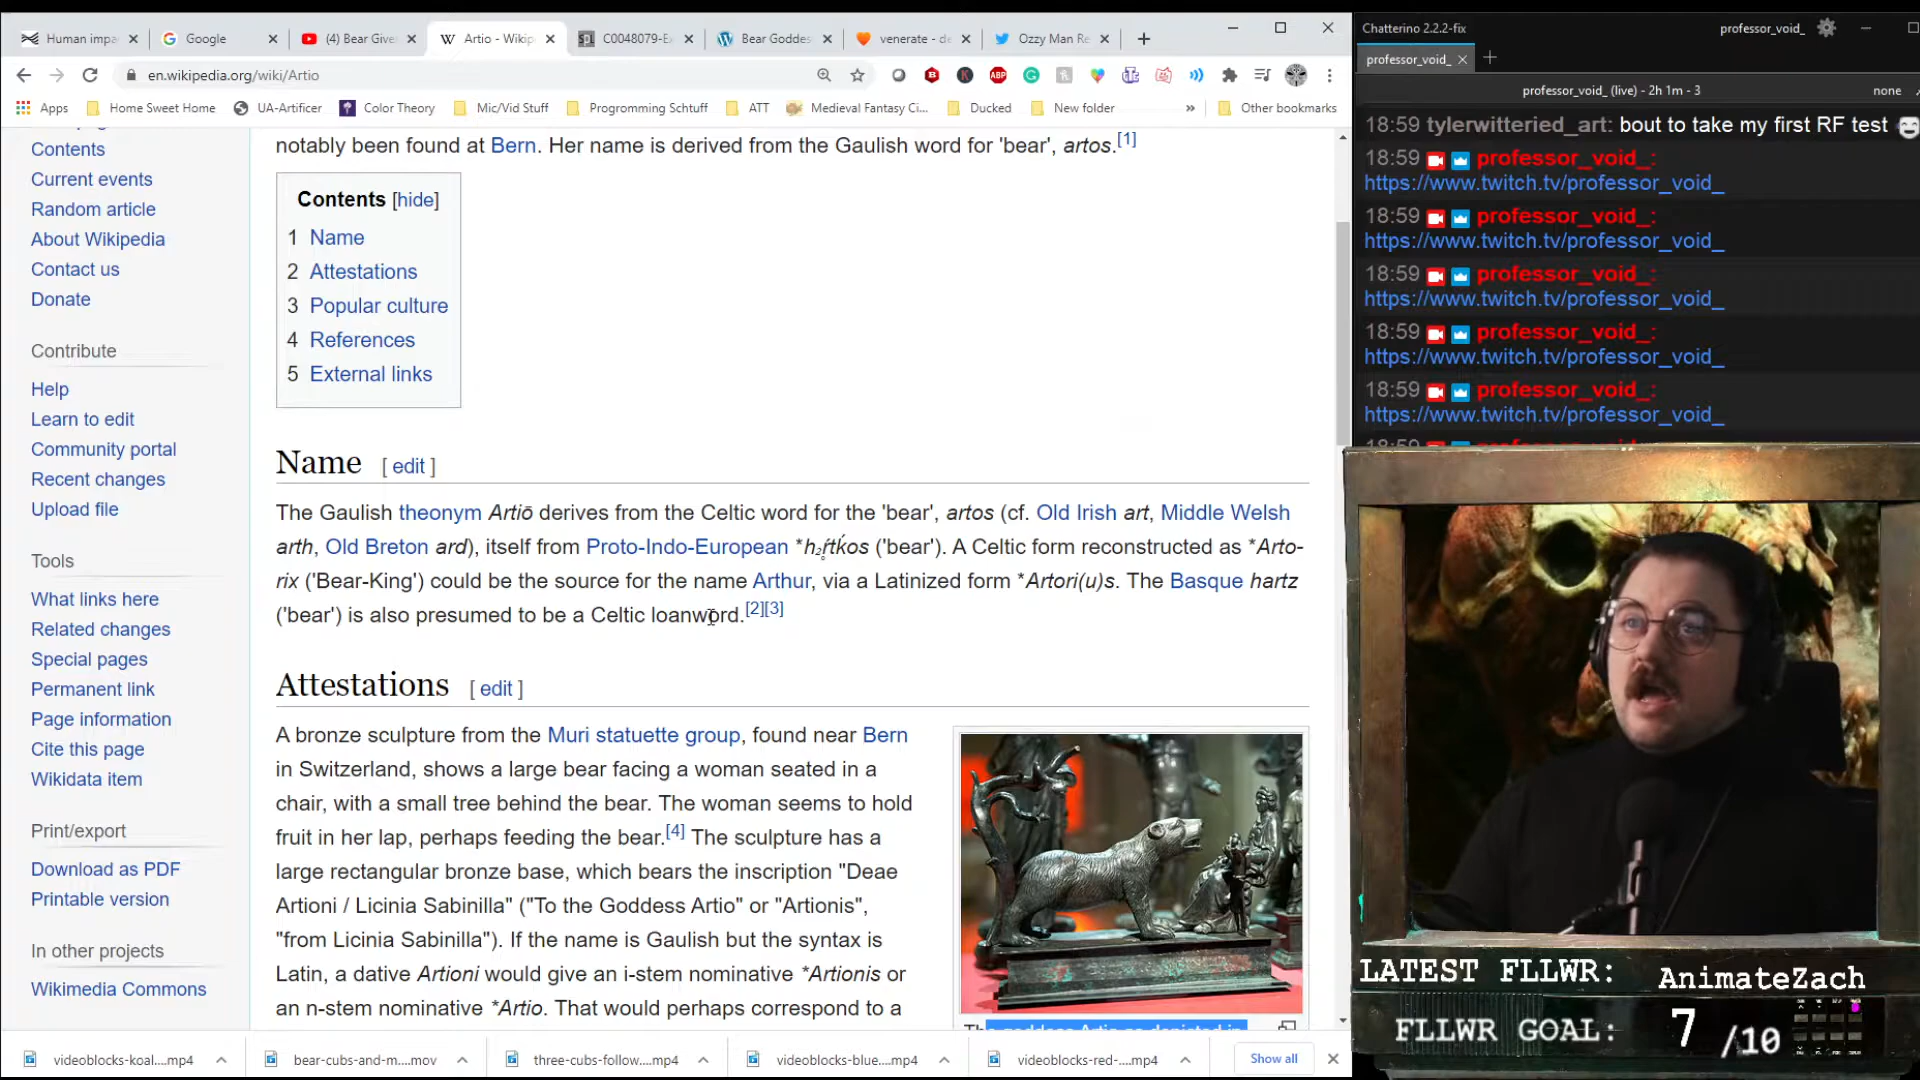 Human impa
Google
(4) Bear Give
Artio - Wikip
C0048079-E
Bear Goddes
venerate - de
Ozzy Man Re
en.wikipedia.org/wiki/Artio
Apps
Home Sweet Home
UA-Artificer
Color Theory
Mic/Vid Stuff
Programming Schtuff
ATT
Medieval Fantasy Ci...
Ducked
New folder
»
Other bookmarks
Contents
Current events
Random article
About Wikipedia
Contact us
Donate
Contribute
Help
Learn to edit
Community portal
Recent changes
Upload file
Tools
What links here
Related changes
Special pages
Permanent link
Page information
Cite this page
Wikidata item
Print/export
Download as PDF
Printable version
In other projects
Wikimedia Commons
notably been found at Bern. Her name is derived from the Gaulish word for 'bear', artos.[1]
Contents [hide]
1 Name
2 Attestations
3 Popular culture
4 References
5 External links
Name [ edit ]
The Gaulish theonym Artiō derives from the Celtic word for the 'bear', artos (cf. Old Irish art, Middle Welsh
arth, Old Breton ard), itself from Proto-Indo-European *h₂ŕ̥tḱos ('bear'). A Celtic form reconstructed as *Arto-
rix ('Bear-King') could be the source for the name Arthur, via a Latinized form *Artori(u)s. The Basque hartz
('bear') is also presumed to be a Celtic loanword.[2][3]
Attestations [ edit ]
A bronze sculpture from the Muri statuette group, found near Bern
in Switzerland, shows a large bear facing a woman seated in a
chair, with a small tree behind the bear. The woman seems to hold
fruit in her lap, perhaps feeding the bear.[4] The sculpture has a
large rectangular bronze base, which bears the inscription "Deae
Artioni / Licinia Sabinilla" ("To the Goddess Artio" or "Artionis",
"from Licinia Sabinilla"). If the name is Gaulish but the syntax is
Latin, a dative Artioni would give an i-stem nominative *Artionis or
an n-stem nominative *Artio. That would perhaps correspond to a
The goddess Artio as depicted in
videoblocks-koal....mp4
bear-cubs-and-m....mov
three-cubs-follow....mp4
videoblocks-blue....mp4
videoblocks-red-....mp4
Show all
Chatterino 2.2.2-fix
professor_void_
professor_void_
professor_void_ (live) - 2h 1m - 3
none
18:59 tylerwitteried_art: bout to take my first RF test
18:59 professor_void_:
https://www.twitch.tv/professor_void_
18:59 professor_void_:
https://www.twitch.tv/professor_void_
18:59 professor_void_:
https://www.twitch.tv/professor_void_
18:59 professor_void_:
https://www.twitch.tv/professor_void_
18:59 professor_void_:
https://www.twitch.tv/professor_void_
LATEST FLLWR: AnimateZach
FLLWR GOAL: 7 /10